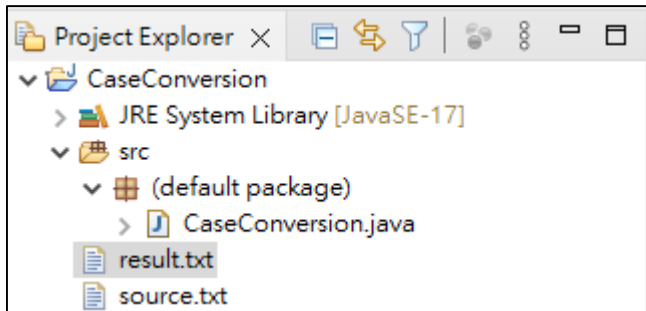 Project Explorer
CaseConversion
JRE System Library [JavaSE-17]
src
(default package)
CaseConversion.java
result.txt
source.txt